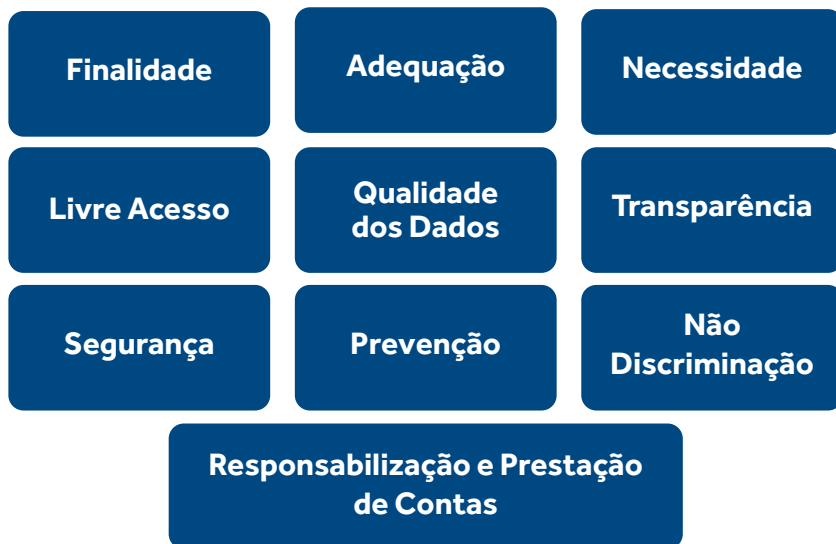 Finalidade
Adequação
Necessidade
Livre Acesso
Qualidade
dos Dados
Transparência
Segurança
Prevenção
Não
Discriminação
Responsabilização e Prestação
de Contas